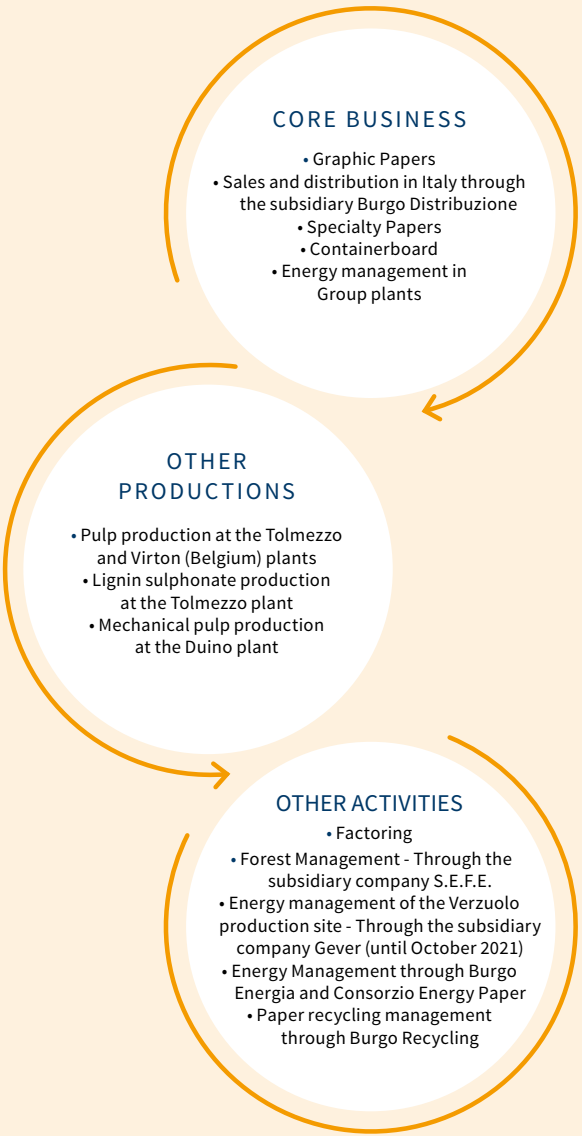 CORE BUSINESS
• Graphic Papers
• Sales and distribution in Italy through
the subsidiary Burgo Distribuzione
• Specialty Papers
• Containerboard
• Energy management in
Group plants
OTHER
PRODUCTIONS
• Pulp production at the Tolmezzo
and Virton (Belgium) plants
• Lignin sulphonate production
at the Tolmezzo plant
• Mechanical pulp production
at the Duino plant
OTHER ACTIVITIES
• Factoring
• Forest Management - Through the
subsidiary company S.E.F.E.
• Energy management of the Verzuolo
production site - Through the subsidiary
company Gever (until October 2021)
• Energy Management through Burgo
Energia and Consorzio Energy Paper
• Paper recycling management
through Burgo Recycling